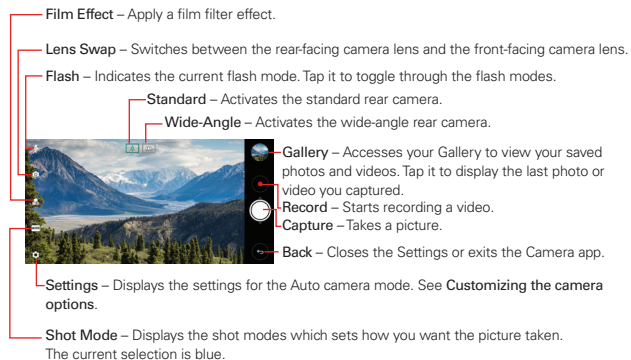 Film Effect – Apply a film filter effect.
Lens Swap – Switches between the rear-facing camera lens and the front-facing camera lens.
Flash – Indicates the current flash mode. Tap it to toggle through the flash modes.
Standard – Activates the standard rear camera.
Wide-Angle – Activates the wide-angle rear camera.
Gallery – Accesses your Gallery to view your saved
photos and videos. Tap it to display the last photo or
video you captured.
Record – Starts recording a video.
Capture – Takes a picture.
Back – Closes the Settings or exits the Camera app.
Settings – Displays the settings for the Auto camera mode. See Customizing the camera
options.
Shot Mode – Displays the shot modes which sets how you want the picture taken.
The current selection is blue.